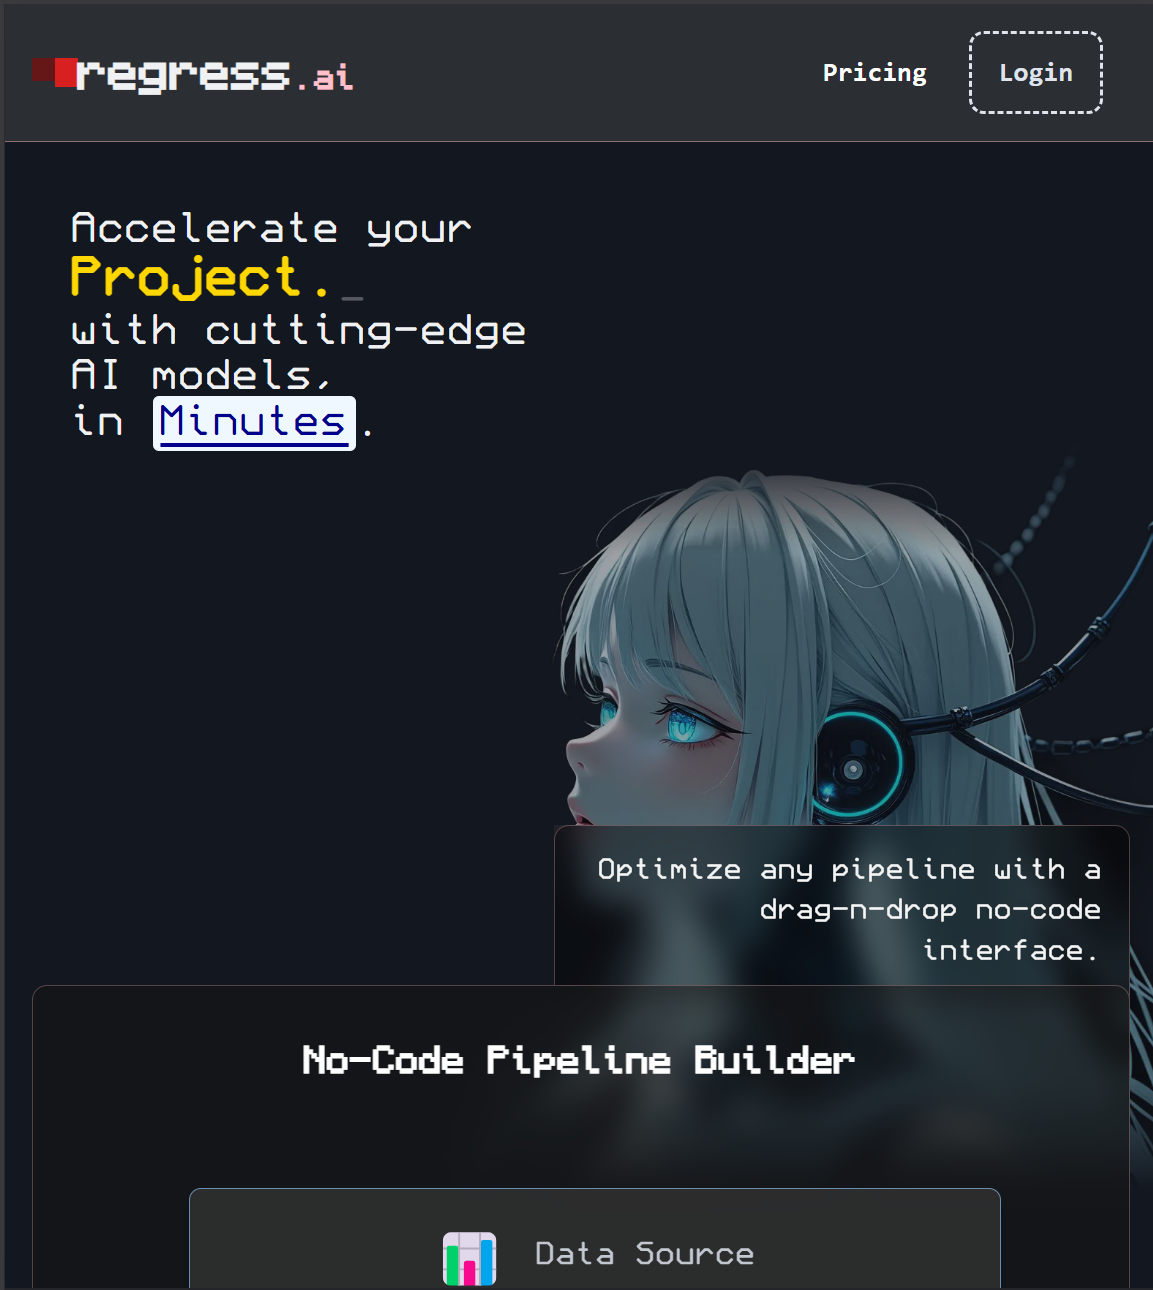 regress.ai
Pricing
Login
Accelerate your
Project._
with cutting-edge
AI models,
in Minutes.
Optimize any pipeline with a
drag-n-drop no-code
interface.
No-Code Pipeline Builder
Data Source